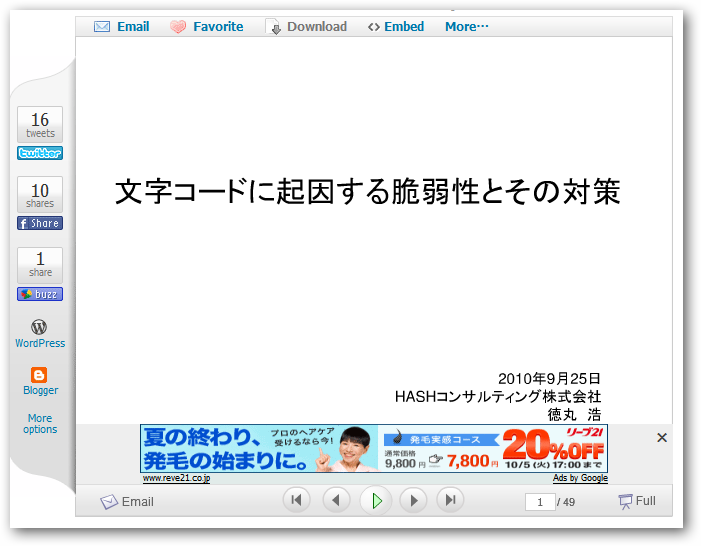 Email Favorite Download Embed More…
16
tweets
twitter
10
shares
f Share
1
share
buzz
WordPress
Blogger
More
options
文字コードに起因する脆弱性とその対策
2010年9月25日
HASHコンサルティング株式会社
徳丸 浩
夏の終わり、
発毛の始まりに。
プロのヘアケア
受けるなら今!
発毛実感コース
通常価格
9,800円
7,800円
リーブ21
20%OFF
10/5(火)17:00まで
www.reve21.co.jp
Ads by Google
Email
1 / 49
Full